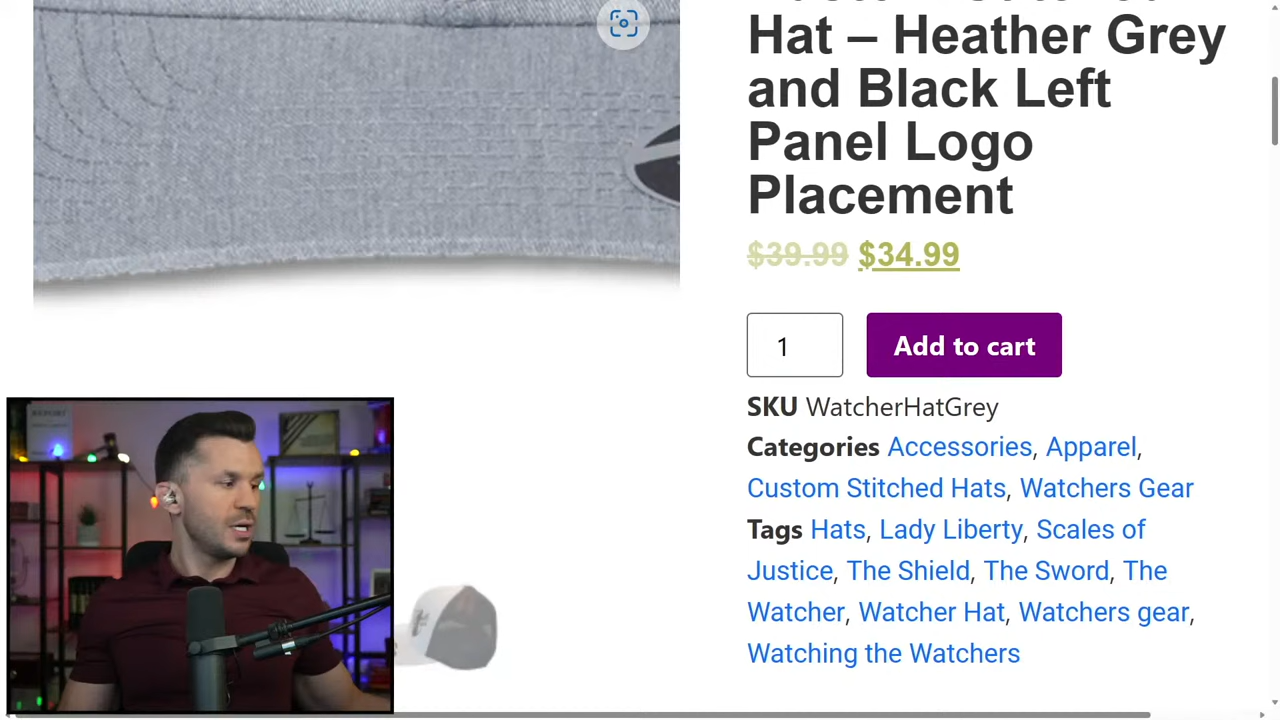 Hat – Heather Grey
and Black Left
Panel Logo
Placement
$39.99 $34.99
1
Add to cart
SKU WatcherHatGrey
Categories Accessories, Apparel,
Custom Stitched Hats, Watchers Gear
Tags Hats, Lady Liberty, Scales of
Justice, The Shield, The Sword, The
Watcher, Watcher Hat, Watchers gear,
Watching the Watchers